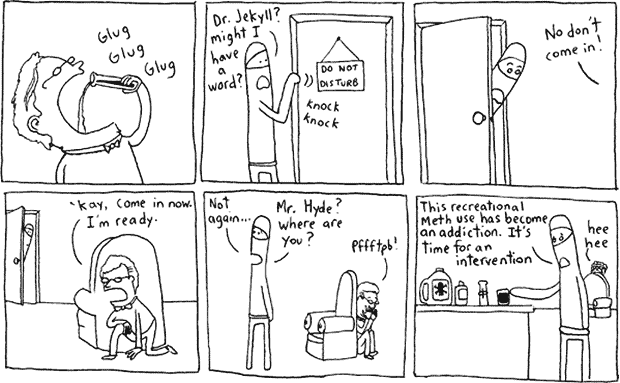 Glug
Glug
Glug
Dr. Jekyll?
might I
have
a
word?
DO NOT
DISTURB
knock
knock
No don't
come in!
'kay, come in now.
I'm ready.
Not
again...
Mr. Hyde?
where are
you?
Pffftpb!
This recreational
Meth use has become
an addiction. It's
time for an
intervention
hee
hee